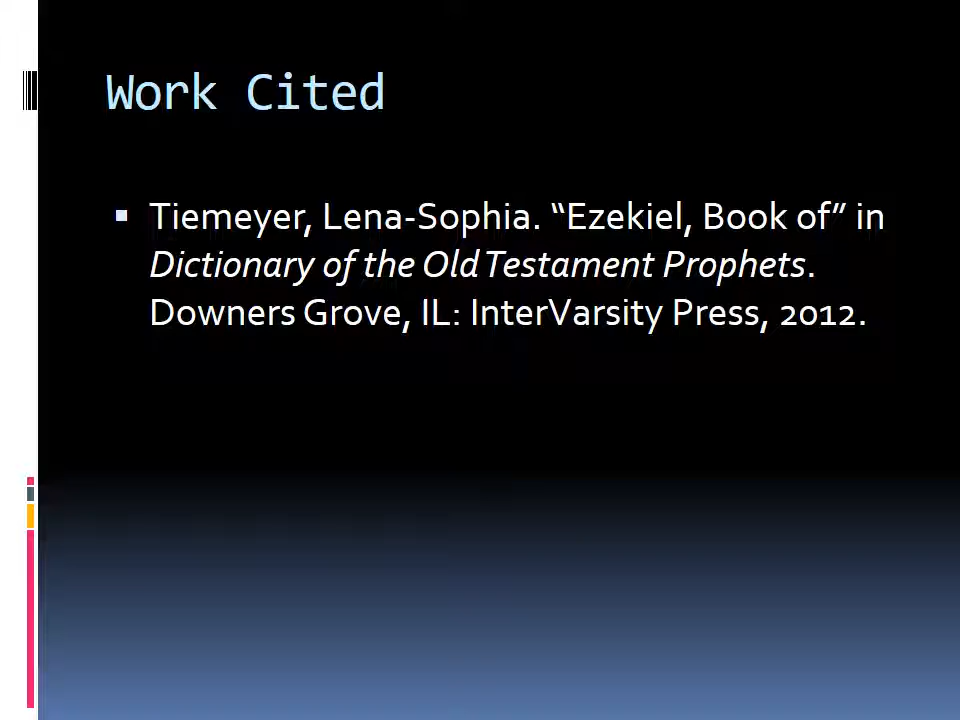 Work Cited
Tiemeyer, Lena-Sophia. “Ezekiel, Book of” in
Dictionary of the Old Testament Prophets.
Downers Grove, IL: InterVarsity Press, 2012.